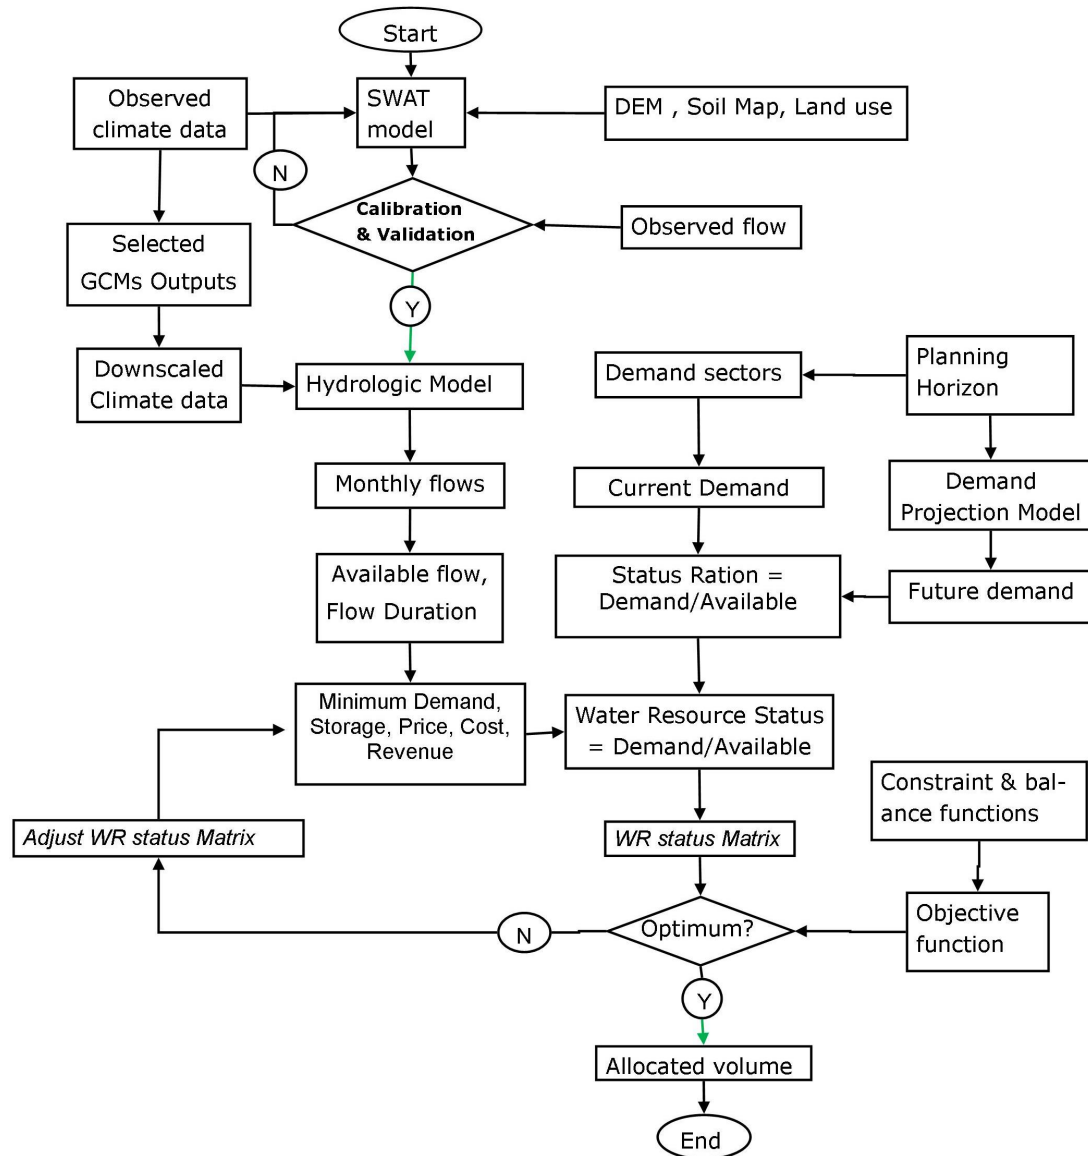 Start
Observed
climate data
SWAT
model
DEM , Soil Map, Land use
N
Calibration
& Validation
Observed flow
Selected
GCMs Outputs
Y
Downscaled
Climate data
Hydrologic Model
Demand sectors
Planning
Horizon
Monthly flows
Current Demand
Demand
Projection Model
Available flow,
Flow Duration
Status Ration =
Demand/Available
Future demand
Minimum Demand,
Storage, Price, Cost,
Revenue
Water Resource Status
= Demand/Available
Constraint & bal-
ance functions
Adjust WR status Matrix
WR status Matrix
N
Optimum?
Objective
function
Y
Allocated volume
End